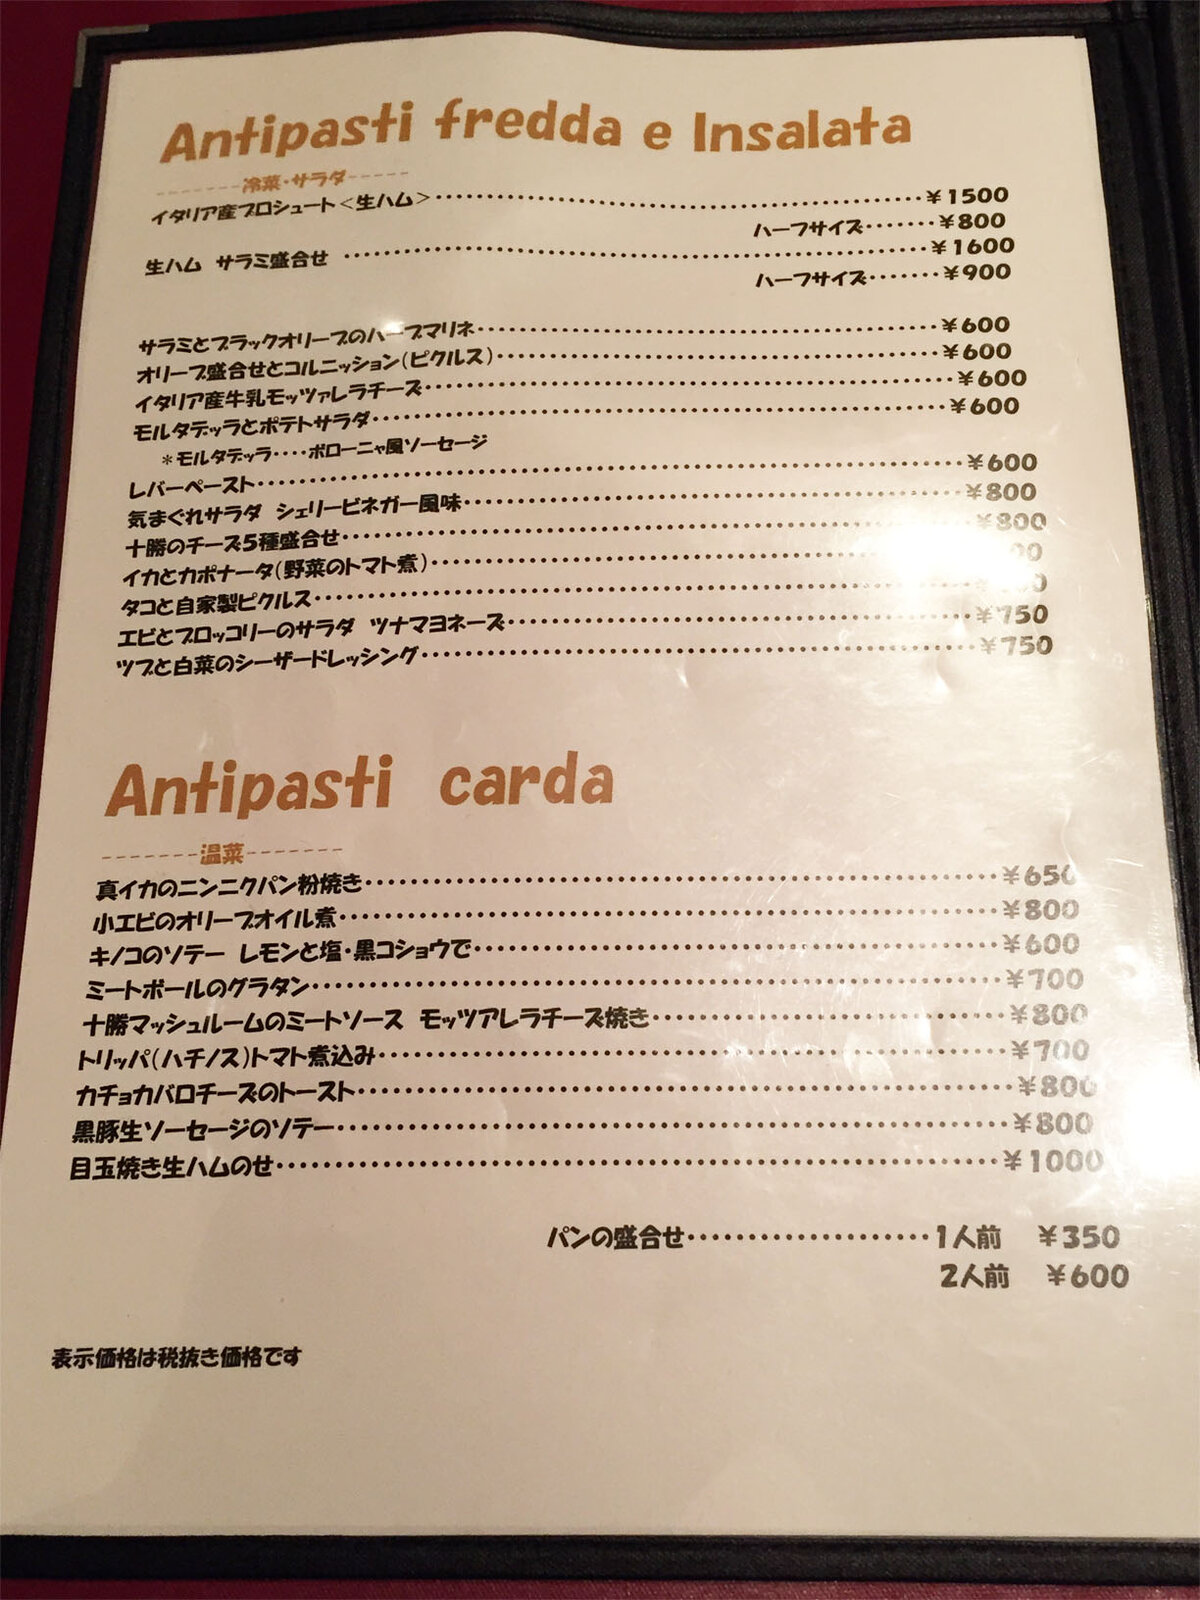 Antipasti fredda e Insalata
--------冷菜・サラダ------
イタリア産プロシュート<生ハム>・・・・・・・・・・・・・・・・・・・・・・・・・・・・・・¥1500
ハーフサイズ・・・・・・・¥800
生ハム サラミ盛合せ ・・・・・・・・・・・・・・・・・・・・・・・・・・・・・・・・・・・・¥1600
ハーフサイズ・・・・・・・¥900
サラミとブラックオリーブのハーブマリネ・・・・・・・・・・・・・・・・・・・・・・・・・・・・・・¥600
オリーブ盛合せとコルニッション(ピクルス)・・・・・・・・・・・・・・・・・・・・・・・・・・・・・・¥600
イタリア産牛乳モッツァレラチーズ・・・・・・・・・・・・・・・・・・・・・・・・・・・・・・・・・・¥600
モルタデッラとポテトサラダ・・・・・・・・・・・・・・・・・・・・・・・・・・・・・・・・・・・・・・¥600
*モルタデッラ・・・・ボローニャ風ソーセージ
レバーペースト・・・・・・・・・・・・・・・・・・・・・・・・・・・・・・・・・・・・・・・・・・・・・・¥600
気まぐれサラダ シェリービネガー風味・・・・・・・・・・・・・・・・・・・・・・・・・・・・・・・・¥800
十勝のチーズ5種盛合せ・・・・・・・・・・・・・・・・・・・・・・・・・・・・・・・・・・・・・・・・¥800
イカとカポナータ(野菜のトマト煮)・・・・・・・・・・・・・・・・・・・・・・・・・・・・・・
タコと自家製ピクルス・・・・・・・・・・・・・・・・・・・・・・・・・・・・・・・・・・・・・・・・
エビとブロッコリーのサラダ ツナマヨネーズ・・・・・・・・・・・・・・・・・・・・・・・・・・・・¥750
ツブと白菜のシーザードレッシング・・・・・・・・・・・・・・・・・・・・・・・・・・・・・・・・・・¥750
Antipasti carda
--------温菜--------
真イカのニンニクパン粉焼き・・・・・・・・・・・・・・・・・・・・・・・・・・・・・・・・・・・・・・¥650
小エビのオリーブオイル煮・・・・・・・・・・・・・・・・・・・・・・・・・・・・・・・・・・・・・・・・¥800
キノコのソテー レモンと塩・黒コショウで・・・・・・・・・・・・・・・・・・・・・・・・・・・・・・¥600
ミートボールのグラタン・・・・・・・・・・・・・・・・・・・・・・・・・・・・・・・・・・・・・・・・・・¥700
十勝マッシュルームのミートソース モッツアレラチーズ焼き・・・・・・・・・・・・・・・・・・・・¥800
トリッパ(ハチノス)トマト煮込み・・・・・・・・・・・・・・・・・・・・・・・・・・・・・・・・・・・・¥700
カチョカバロチーズのトースト・・・・・・・・・・・・・・・・・・・・・・・・・・・・・・・・・・・・・・¥800
黒豚生ソーセージのソテー・・・・・・・・・・・・・・・・・・・・・・・・・・・・・・・・・・・・・・・・¥800
目玉焼き生ハムのせ・・・・・・・・・・・・・・・・・・・・・・・・・・・・・・・・・・・・・・・・・・・・¥1000
パンの盛合せ・・・・・・・・・・・・・・・・・・・・1人前 ¥350
2人前 ¥600
表示価格は税抜き価格です